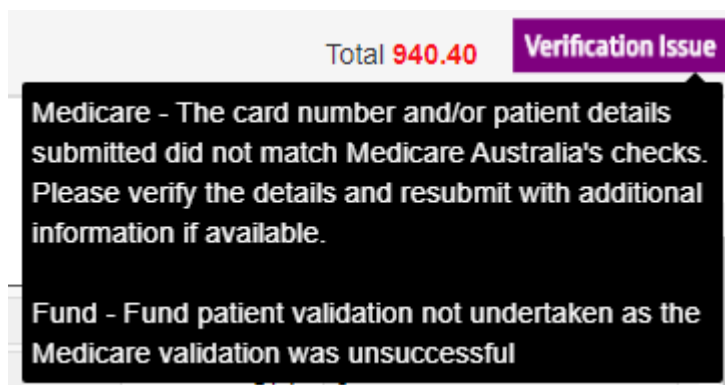 Total 940.40 Verification Issue
Medicare - The card number and/or patient details
submitted did not match Medicare Australia's checks.
Please verify the details and resubmit with additional
information if available.
Fund - Fund patient validation not undertaken as the
Medicare validation was unsuccessful